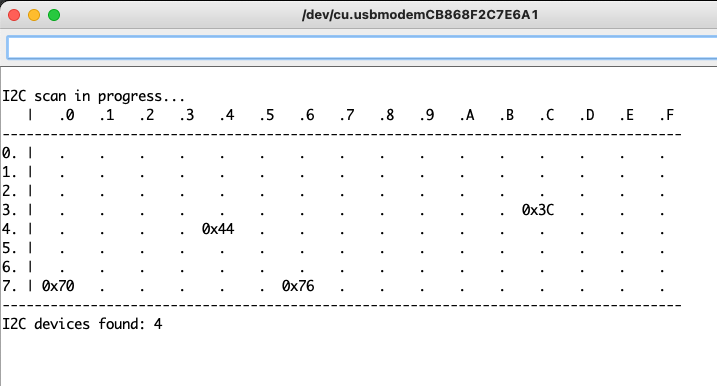 /dev/cu.usbmodemCB868F2C7E6A1
I2C scan in progress...
   |   .0   .1   .2   .3   .4   .5   .6   .7   .8   .9   .A   .B   .C   .D   .E   .F
-------------------------------------------------------------------------------------
0. |   .    .    .    .    .    .    .    .    .    .    .    .    .    .    .    .
1. |   .    .    .    .    .    .    .    .    .    .    .    .    .    .    .    .
2. |   .    .    .    .    .    .    .    .    .    .    .    .    .    .    .    .
3. |   .    .    .    .    .    .    .    .    .    .    .    .  0x3C   .    .    .
4. |   .    .    .    .  0x44   .    .    .    .    .    .    .    .    .    .    .
5. |   .    .    .    .    .    .    .    .    .    .    .    .    .    .    .    .
6. |   .    .    .    .    .    .    .    .    .    .    .    .    .    .    .    .
7. | 0x70   .    .    .    .    .  0x76   .    .    .    .    .    .    .    .    .
-------------------------------------------------------------------------------------
I2C devices found: 4